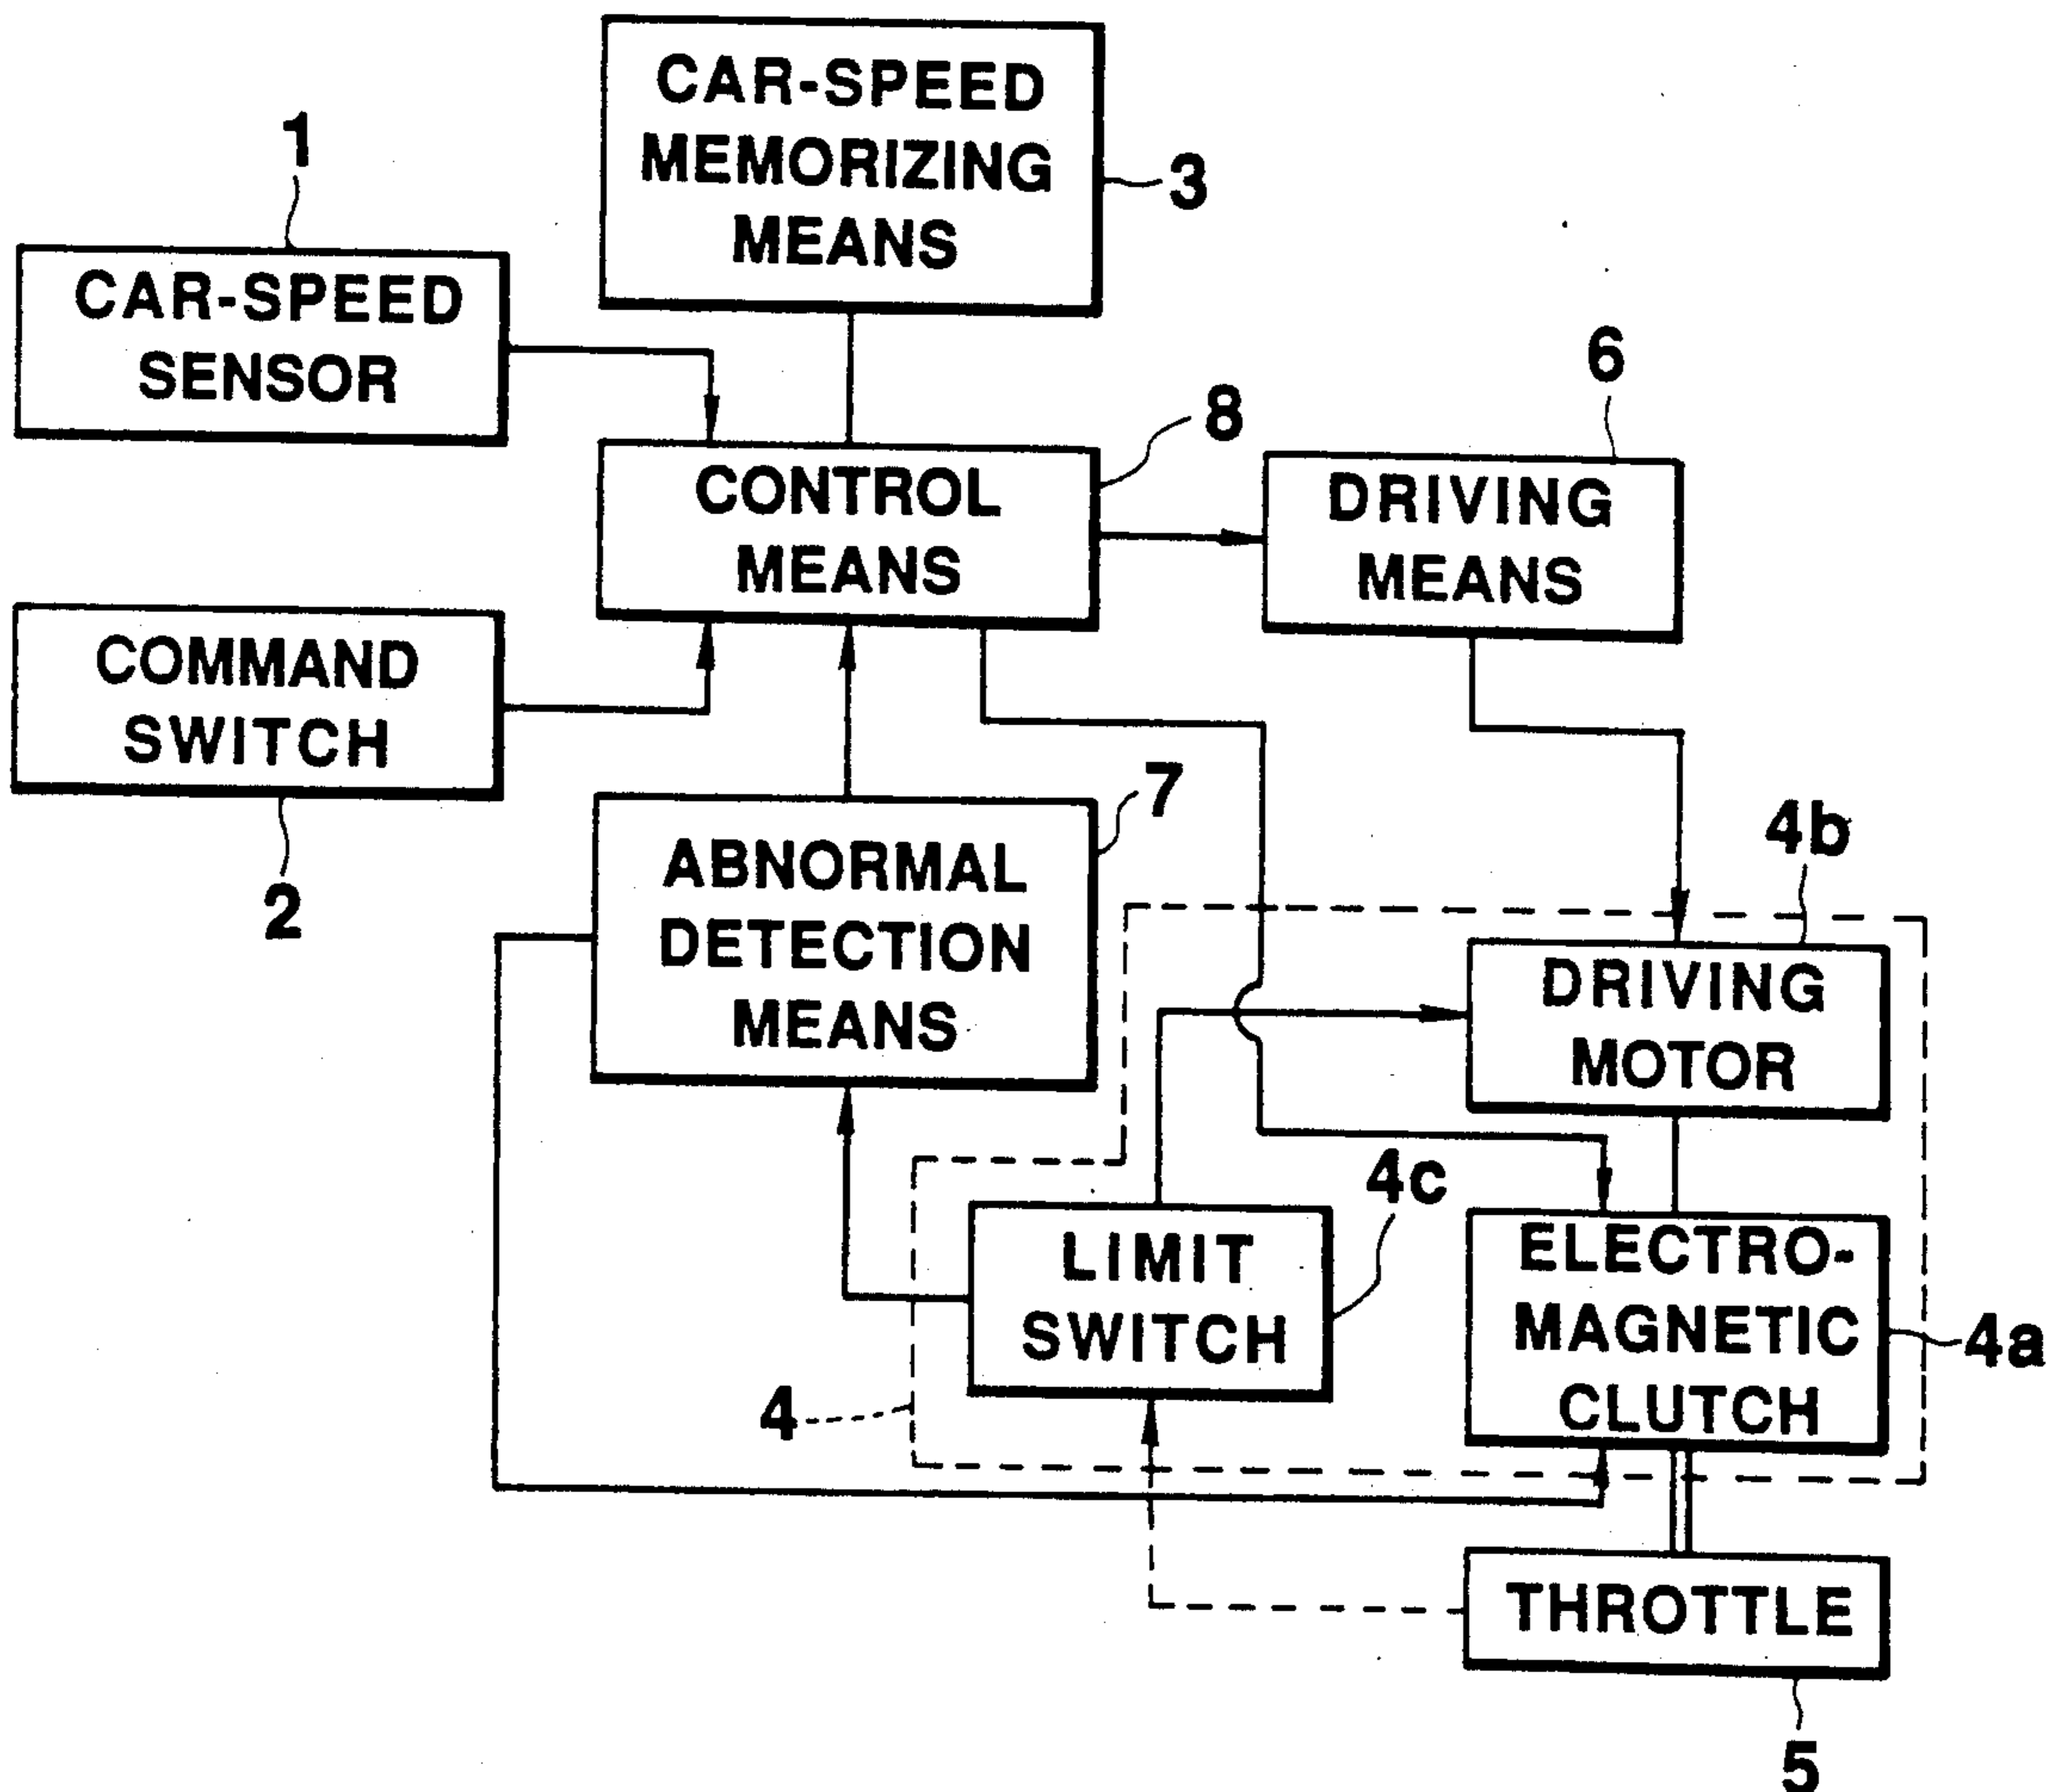 CAR-SPEED
MEMORIZING
MEANS
3
1
CAR-SPEED
SENSOR
8
CONTROL
MEANS
6
DRIVING
MEANS
COMMAND
SWITCH
2
7
ABNORMAL
DETECTION
MEANS
4b
DRIVING
MOTOR
4c
LIMIT
SWITCH
4
ELECTRO-
MAGNETIC
CLUTCH
4a
THROTTLE
5